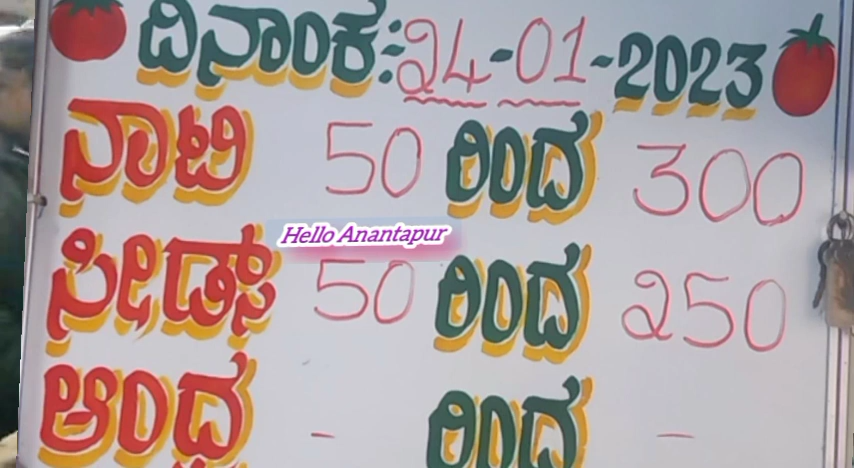 ದಿನಾಂಕ:-24-01-2023
ನಾಟಿ 50 ರಿಂದ 300
Hello Anantapur
ಸೀಡ್ಸ್ 50 ರಿಂದ 250
ಆಂಧ್ರ - ರಿಂದ -